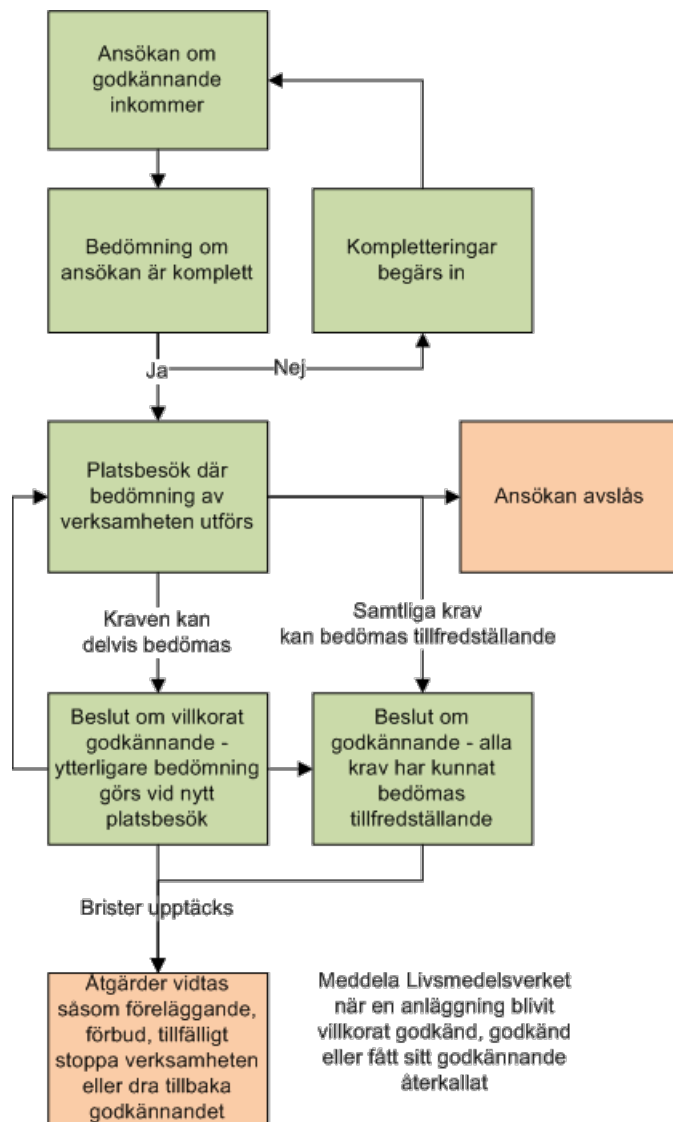 Ansökan om
godkännande
inkommer
Bedömning om
ansökan är komplett
Kompletteringar
begärs in
Ja
Nej
Platsbesök där
bedömning av
verksamheten utförs
Ansökan avslås
Kraven kan
delvis bedömas
Samtliga krav
kan bedömas tillfredställande
Beslut om villkorat
godkännande -
ytterligare bedömning
görs vid nytt
platsbesök
Beslut om
godkännande - alla
krav har kunnat
bedömas
tillfredställande
Brister upptäcks
Åtgärder vidtas
såsom föreläggande,
förbud, tillfälligt
stoppa verksamheten
eller dra tillbaka
godkännandet
Meddela Livsmedelsverket
när en anläggning blivit
villkorat godkänd, godkänd
eller fått sitt godkännande
återkallat